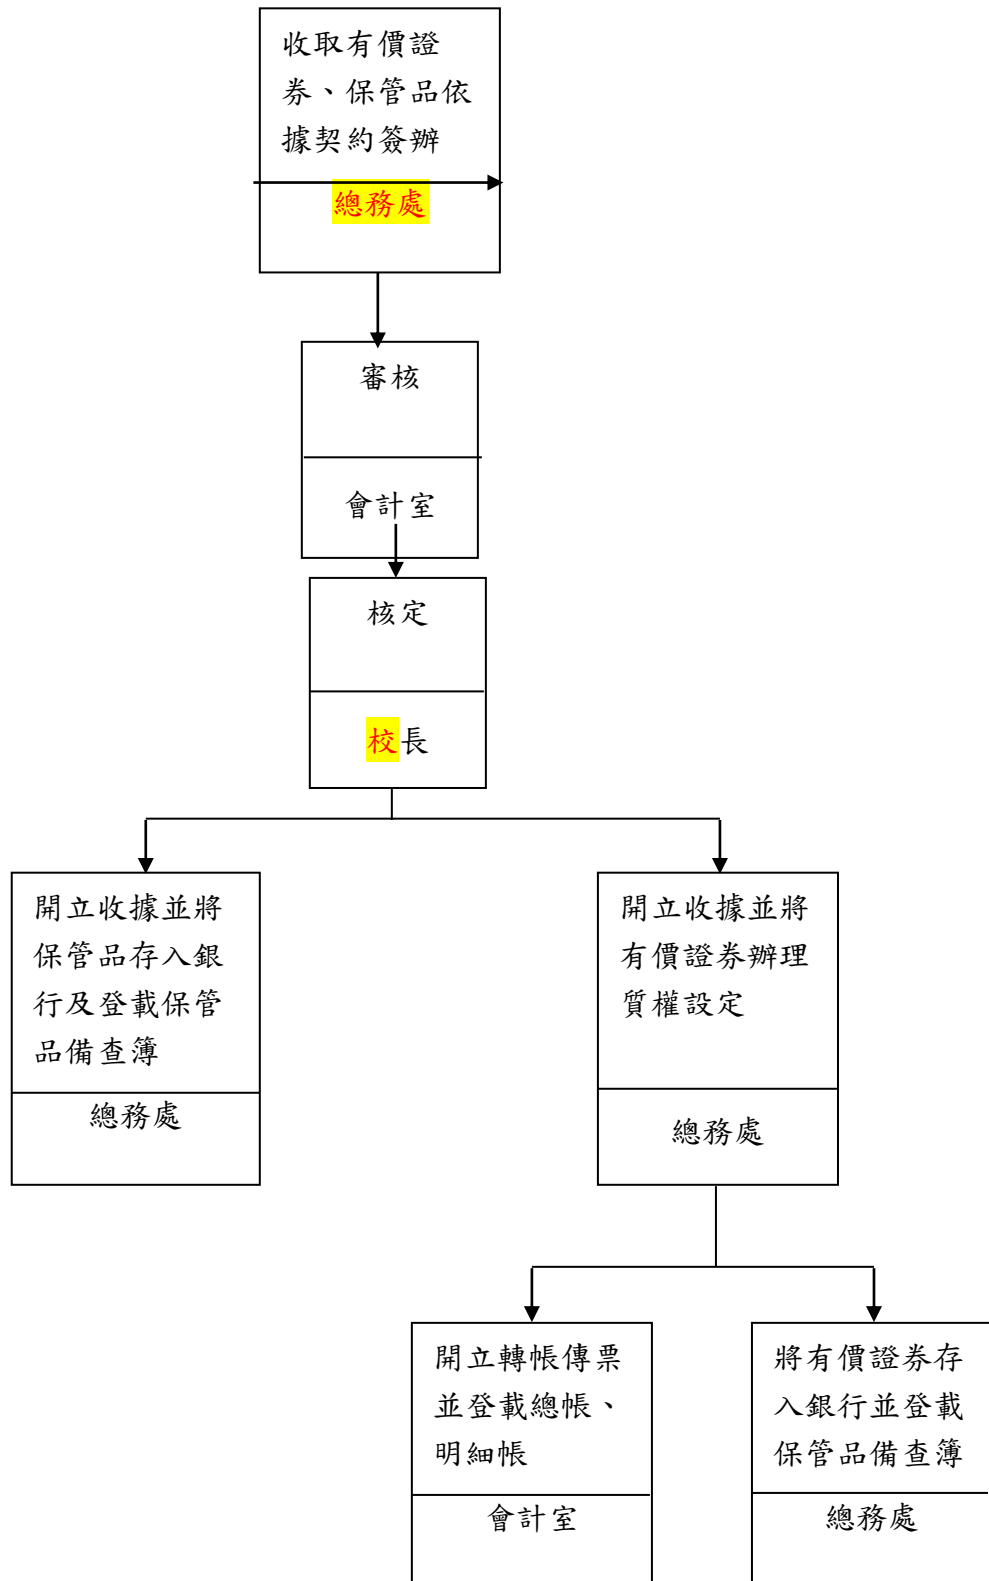 收取有價證
券、保管品依
據契約簽辦
總務處
審核
會計室
核定
校長
開立收據並將
保管品存入銀
行及登載保管
品備查簿
總務處
開立收據並將
有價證券辦理
質權設定
總務處
開立轉帳傳票
並登載總帳、
明細帳
會計室
將有價證券存
入銀行並登載
保管品備查簿
總務處